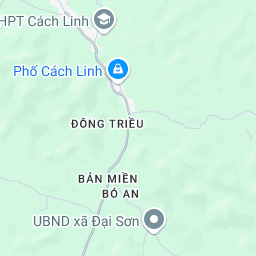 HPT Cách Linh
Phố Cách Linh
ĐÔNG TRIỀU
BẢN MIỀN
BÓ AN
UBND xã Đại Sơn